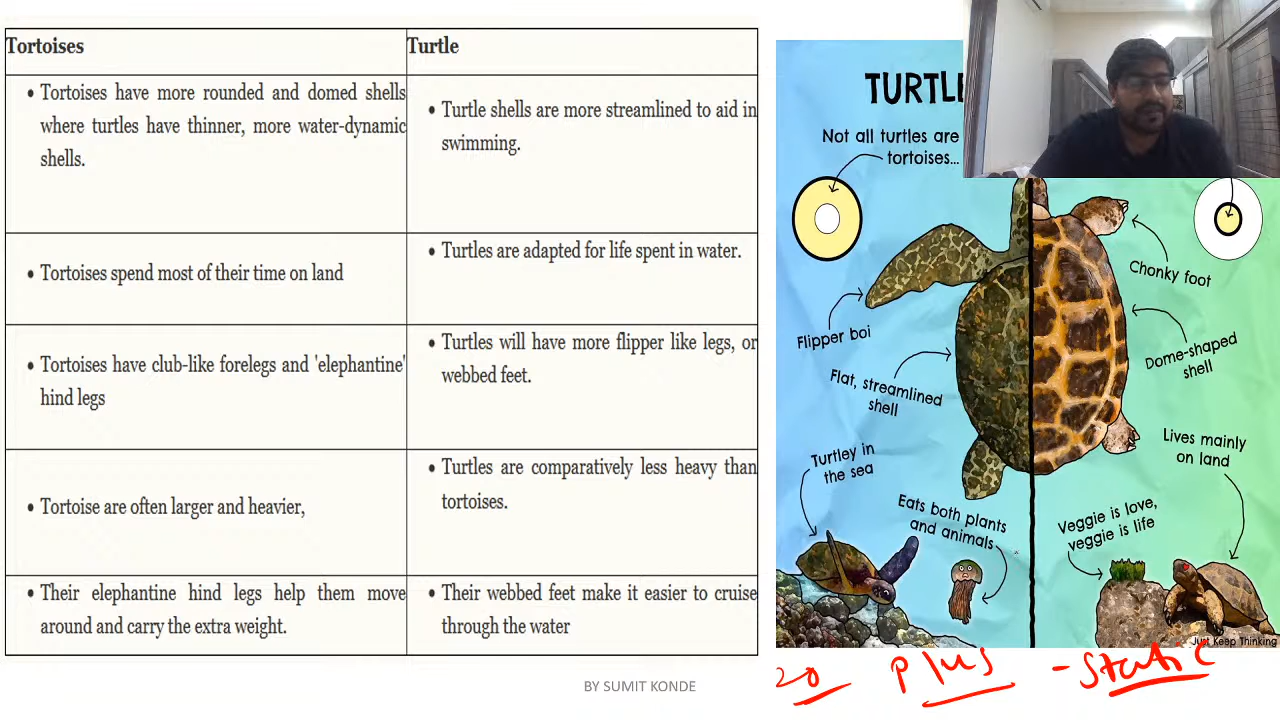 Tortoises
Turtle
• Tortoises have more rounded and domed shells
where turtles have thinner, more water-dynamic
shells.
• Turtle shells are more streamlined to aid in
swimming.
• Tortoises spend most of their time on land
• Turtles are adapted for life spent in water.
• Tortoises have club-like forelegs and 'elephantine'
hind legs
• Turtles will have more flipper like legs, or
webbed feet.
• Tortoise are often larger and heavier,
• Turtles are comparatively less heavy than
tortoises.
• Their elephantine hind legs help them move
around and carry the extra weight.
• Their webbed feet make it easier to cruise
through the water
Not all turtles are
tortoises...
Flipper boi
Flat, streamlined
shell
Turtley in
the sea
Eats both plants
and animals
Chonky foot
Dome-shaped
shell
Lives mainly
on land
Veggie is love,
veggie is life
Just Keep Thinking
20 Plus - Static
BY SUMIT KONDE